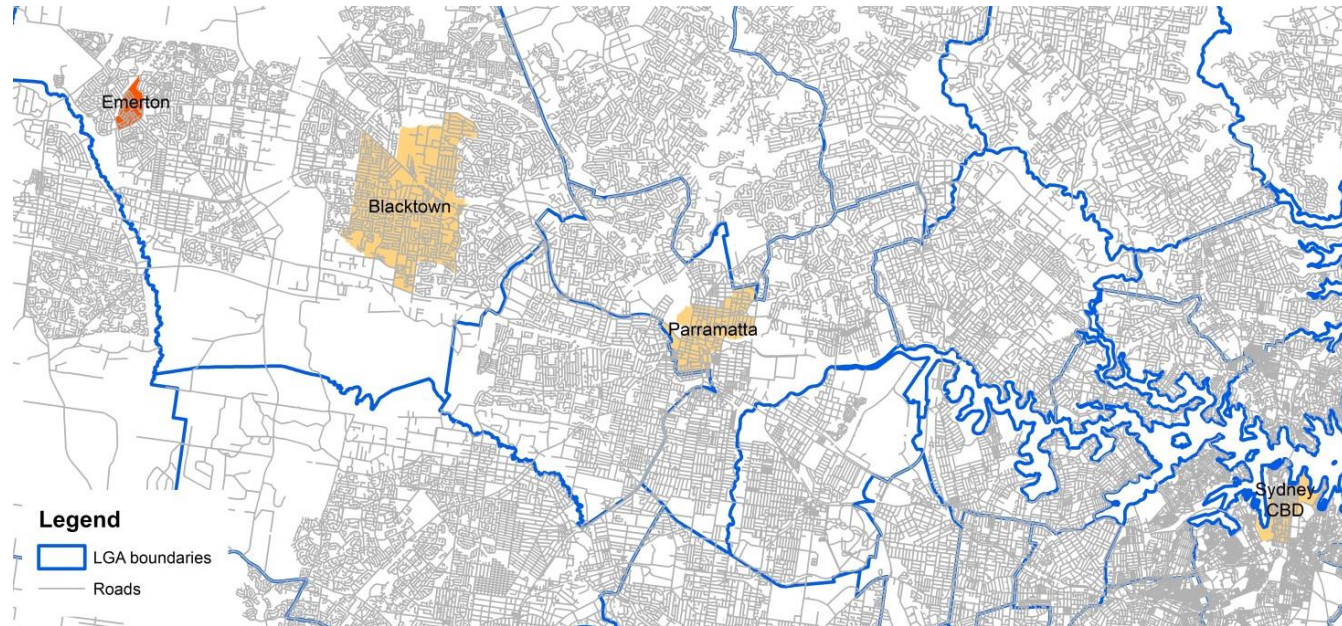 Emerton
Blacktown
Parramatta
Sydney
CBD
Legend
LGA boundaries
Roads